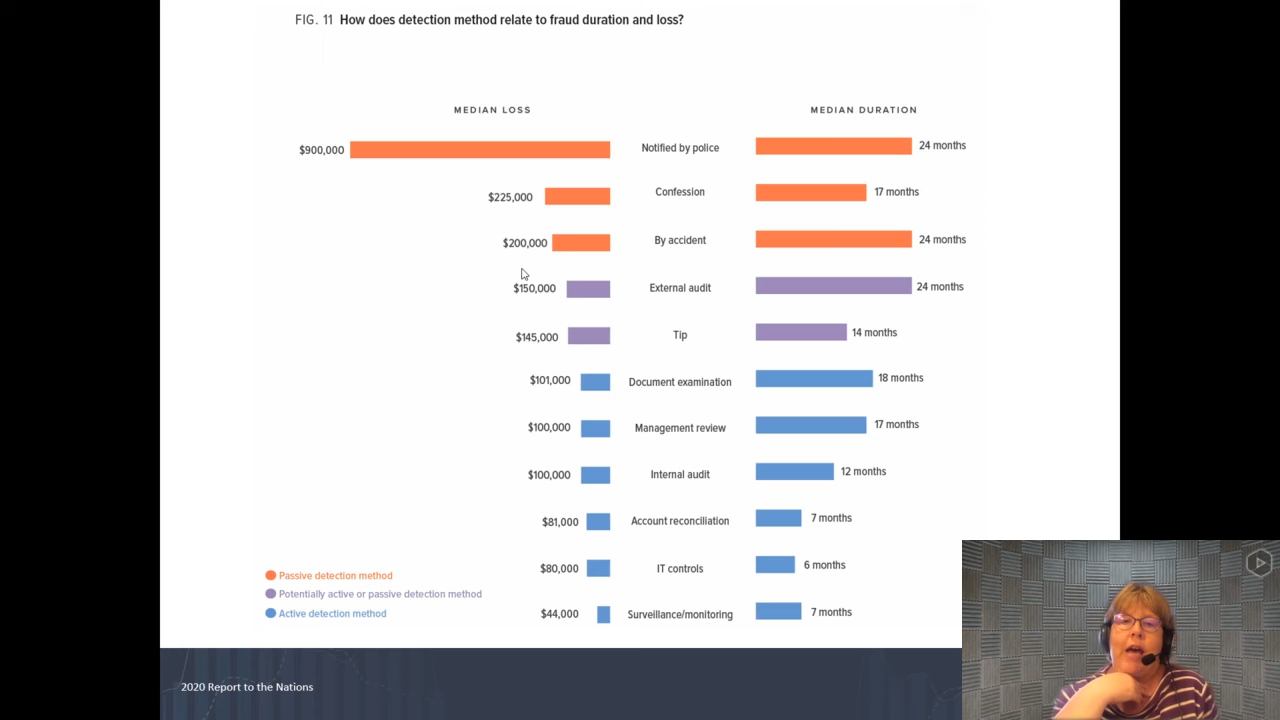 FIG. 11 How does detection method relate to fraud duration and loss?
MEDIAN LOSS
MEDIAN DURATION
$900,000 Notified by police 24 months
$225,000 Confession 17 months
$200,000 By accident 24 months
$150,000 External audit 24 months
$145,000 Tip 14 months
$101,000 Document examination 18 months
$100,000 Management review 17 months
$100,000 Internal audit 12 months
$81,000 Account reconciliation 7 months
$80,000 IT controls 6 months
$44,000 Surveillance/monitoring 7 months
Passive detection method
Potentially active or passive detection method
Active detection method
2020 Report to the Nations